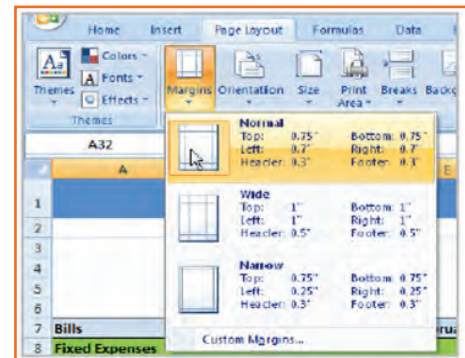 Home Insert Page Layout Formulas Data
Aa Colors
A Fonts
Themes Effects
Margins Orientation Size Print Area Breaks
Themes
A32
A E
Normal
Top: 0.75" Bottom: 0.75"
Left: 0.7" Right: 0.7"
Header: 0.3" Footer: 0.3"
1
Wide
Top: 1" Bottom: 1"
Left: 1" Right: 1"
Header: 0.5" Footer: 0.5"
2
3
4
Narrow
Top: 0.75" Bottom: 0.75"
Left: 0.25" Right: 0.25"
Header: 0.3" Footer: 0.3"
5
6
7 Bills
Custom Margins...
8 Fixed Expenses